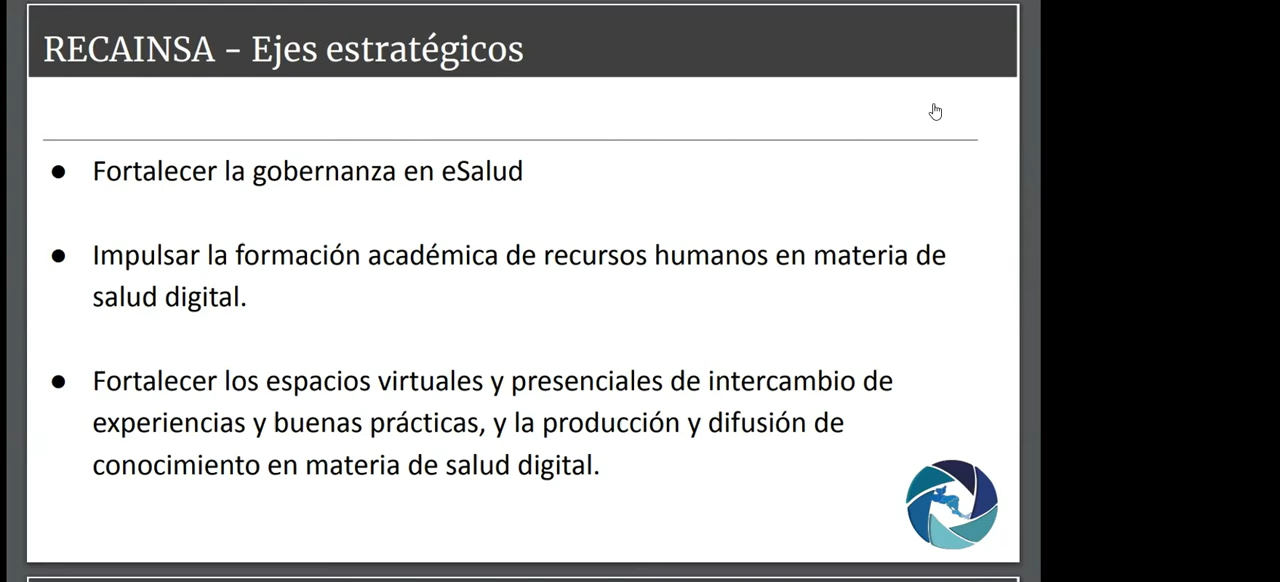 RECAINSA - Ejes estratégicos
● Fortalecer la gobernanza en eSalud
● Impulsar la formación académica de recursos humanos en materia de
salud digital.
● Fortalecer los espacios virtuales y presenciales de intercambio de
experiencias y buenas prácticas, y la producción y difusión de
conocimiento en materia de salud digital.